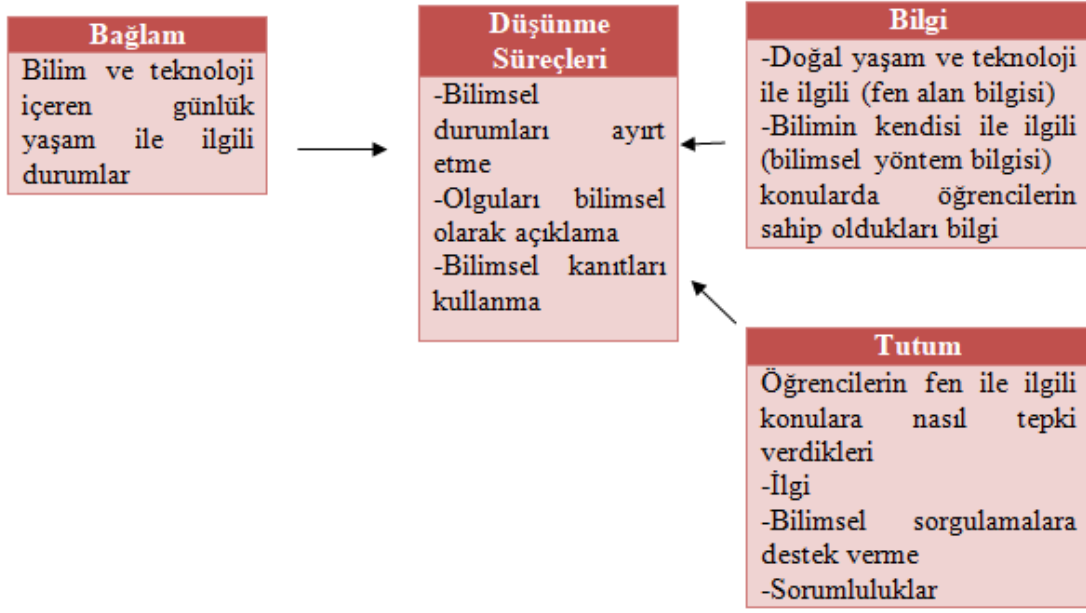 Bağlam
Bilim ve teknoloji
içeren günlük
yaşam ile ilgili
durumlar
Düşünme
Süreçleri
-Bilimsel
durumları ayırt
etme
-Olguları bilimsel
olarak açıklama
-Bilimsel kanıtları
kullanma
Bilgi
-Doğal yaşam ve teknoloji
ile ilgili (fen alan bilgisi)
-Bilimin kendisi ile ilgili
(bilimsel yöntem bilgisi)
konularda öğrencilerin
sahip oldukları bilgi
Tutum
Öğrencilerin fen ile ilgili
konulara nasıl tepki
verdikleri
-İlgi
-Bilimsel sorgulamalara
destek verme
-Sorumluluklar